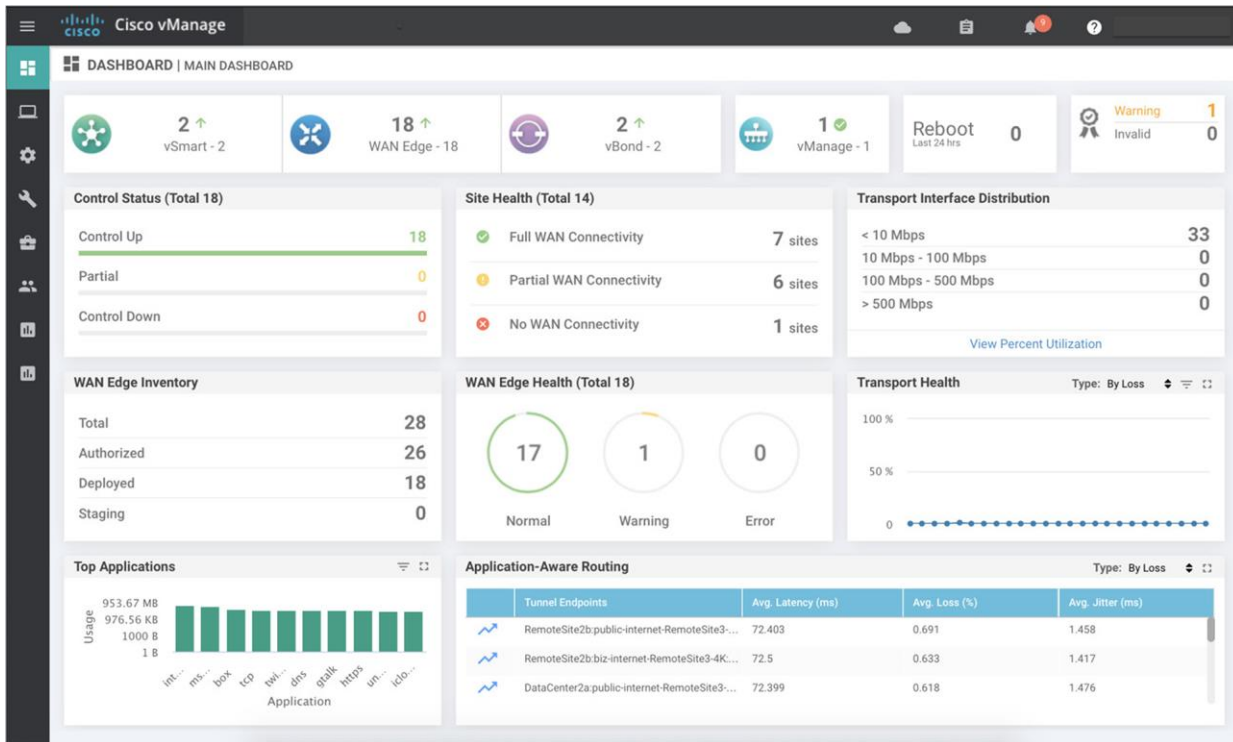 CISCO Cisco vManage 9
DASHBOARD | MAIN DASHBOARD
2 18 2 1 Reboot 0 Warning 1
vSmart - 2 WAN Edge - 18 vBond - 2 vManage - 1 Last 24 hrs Invalid 0
Control Status (Total 18)
Control Up 18
Partial 0
Control Down 0
Site Health (Total 14)
Full WAN Connectivity 7 sites
Partial WAN Connectivity 6 sites
No WAN Connectivity 1 sites
Transport Interface Distribution
< 10 Mbps 33
10 Mbps - 100 Mbps 0
100 Mbps - 500 Mbps 0
> 500 Mbps 0
View Percent Utilization
WAN Edge Inventory
Total 28
Authorized 26
Deployed 18
Staging 0
WAN Edge Health (Total 18)
17 1 0
Normal Warning Error
Transport Health Type: By Loss
100 %
50 %
0
Top Applications
953.67 MB
976.56 KB
1000 B
1 B
Usage
int... ms... box tcp twi... dns gtalk https un... iclo...
Application
Application-Aware Routing Type: By Loss
Tunnel Endpoints Avg. Latency (ms) Avg. Loss (%) Avg. Jitter (ms)
RemoteSite2b:public-internet-RemoteSite3-... 72.403 0.691 1.458
RemoteSite2b:biz-internet-RemoteSite3-4K:... 72.5 0.633 1.417
DataCenter2a:public-internet-RemoteSite3-... 72.399 0.618 1.476